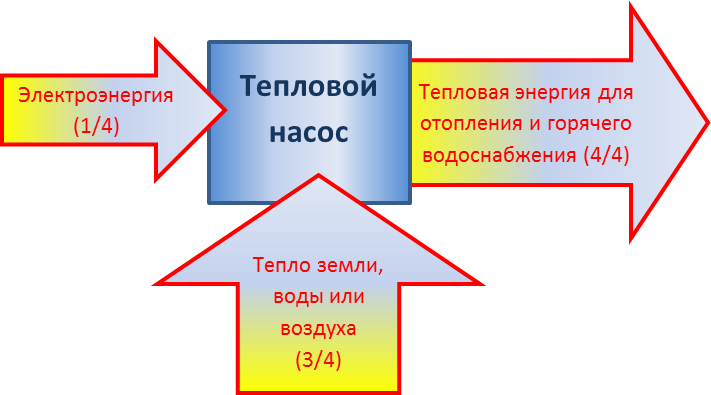 Электроэнергия
(1/4)
Тепловой
насос
Тепловая энергия для
отопления и горячего
водоснабжения (4/4)
Тепло земли,
воды или
воздуха
(3/4)